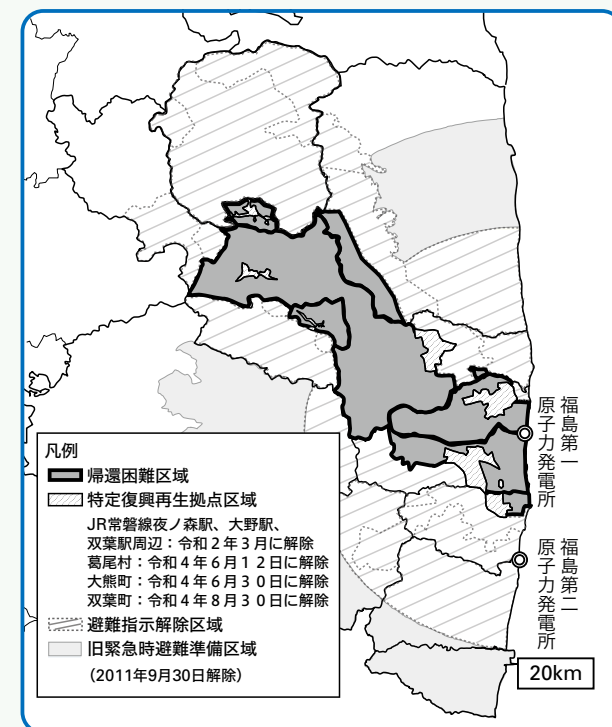 福島第一
原子力発電所
福島第二
原子力発電所
20km
凡例
帰還困難区域
特定復興再生拠点区域
JR常磐線夜ノ森駅、大野駅、
双葉駅周辺：令和2年3月に解除
葛尾村：令和4年6月12日に解除
大熊町：令和4年6月30日に解除
双葉町：令和4年8月30日に解除
避難指示解除区域
旧緊急時避難準備区域
（2011年9月30日解除）